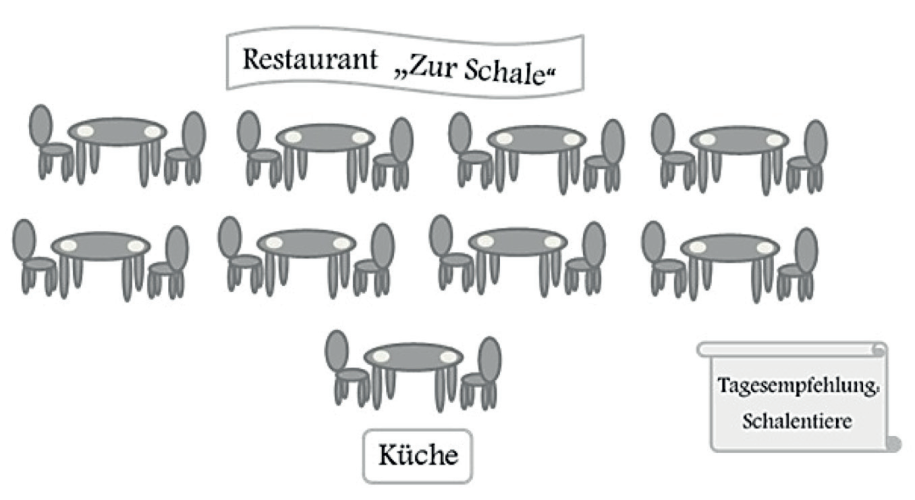 Restaurant „Zur Schale“
Tagesempfehlung:
Schalentiere
Küche